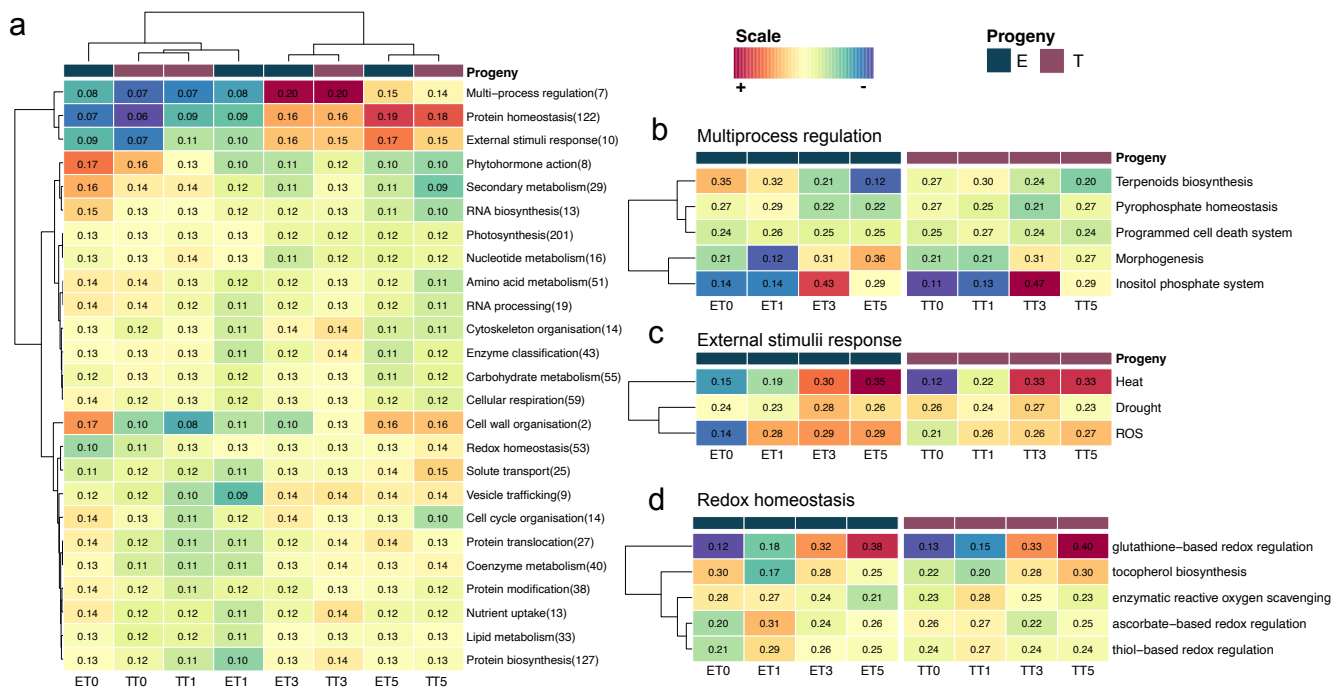 a
Progeny
0.08 0.07 0.07 0.08 0.20 0.20 0.15 0.14 Multi−process regulation(7)
0.07 0.06 0.09 0.09 0.16 0.16 0.19 0.18 Protein homeostasis(122)
0.09 0.07 0.11 0.10 0.16 0.15 0.17 0.15 External stimuli response(10)
0.17 0.16 0.13 0.10 0.11 0.12 0.10 0.10 Phytohormone action(8)
0.16 0.14 0.14 0.12 0.11 0.13 0.11 0.09 Secondary metabolism(29)
0.15 0.13 0.13 0.12 0.12 0.13 0.11 0.10 RNA biosynthesis(13)
0.13 0.13 0.13 0.13 0.12 0.12 0.12 0.12 Photosynthesis(201)
0.13 0.13 0.14 0.13 0.11 0.12 0.12 0.12 Nucleotide metabolism(16)
0.14 0.14 0.13 0.12 0.13 0.12 0.12 0.11 Amino acid metabolism(51)
0.14 0.14 0.12 0.11 0.13 0.13 0.12 0.11 RNA processing(19)
0.13 0.12 0.13 0.11 0.14 0.14 0.11 0.11 Cytoskeleton organisation(14)
0.13 0.13 0.13 0.11 0.12 0.14 0.11 0.12 Enzyme classification(43)
0.12 0.13 0.13 0.12 0.13 0.13 0.11 0.12 Carbohydrate metabolism(55)
0.14 0.12 0.13 0.12 0.13 0.13 0.12 0.12 Cellular respiration(59)
0.17 0.10 0.08 0.11 0.10 0.13 0.16 0.16 Cell wall organisation(2)
0.10 0.11 0.13 0.13 0.13 0.13 0.13 0.14 Redox homostasis(53)
0.11 0.12 0.12 0.11 0.13 0.13 0.14 0.15 Solute transport(25)
0.12 0.12 0.10 0.09 0.14 0.14 0.14 0.14 Vesicle trafficking(9)
0.14 0.13 0.11 0.12 0.14 0.13 0.13 0.10 Cell cycle organisation(14)
0.14 0.12 0.11 0.11 0.12 0.14 0.14 0.13 Protein translocation(27)
0.13 0.11 0.11 0.11 0.13 0.14 0.13 0.13 Coenzyme metabolism(40)
0.14 0.12 0.11 0.12 0.12 0.13 0.13 0.12 Protein modification(38)
0.14 0.12 0.12 0.11 0.12 0.14 0.12 0.12 Nutrient uptake(13)
0.13 0.12 0.12 0.11 0.13 0.13 0.13 0.12 Lipid metabolism(33)
0.13 0.12 0.11 0.10 0.13 0.14 0.13 0.13 Protein biosynthesis(127)
ET0 TT0 TT1 ET1 ET3 TT3 ET5 TT5
Scale
+ -
Progeny
E T
b Multiprocess regulation
Progeny
0.35 0.32 0.21 0.12 0.27 0.30 0.24 0.20 Terpenoids biosynthesis
0.27 0.29 0.22 0.22 0.27 0.25 0.21 0.27 Pyrophosphate homeostasis
0.24 0.26 0.25 0.25 0.25 0.27 0.24 0.24 Programmed cell death system
0.21 0.12 0.31 0.36 0.21 0.21 0.31 0.27 Morphogenesis
0.14 0.14 0.43 0.29 0.11 0.13 0.47 0.29 Inositol phosphate system
ET0 ET1 ET3 ET5 TT0 TT1 TT3 TT5
c External stimulii response
Progeny
0.15 0.19 0.30 0.35 0.12 0.22 0.33 0.33 Heat
0.24 0.23 0.28 0.26 0.26 0.24 0.27 0.23 Drought
0.14 0.28 0.29 0.29 0.21 0.26 0.26 0.27 ROS
ET0 ET1 ET3 ET5 TT0 TT1 TT3 TT5
d Redox homeostasis
0.12 0.18 0.32 0.38 0.13 0.15 0.33 0.40 glutathione−based redox regulation
0.30 0.17 0.28 0.25 0.22 0.20 0.28 0.30 tocopherol biosynthesis
0.28 0.27 0.24 0.21 0.23 0.28 0.25 0.23 enzymatic reactive oxygen scavenging
0.20 0.31 0.24 0.26 0.26 0.27 0.22 0.25 ascorbate−based redox regulation
0.21 0.29 0.26 0.25 0.24 0.27 0.24 0.24 thiol−based redox regulation
ET0 ET1 ET3 ET5 TT0 TT1 TT3 TT5